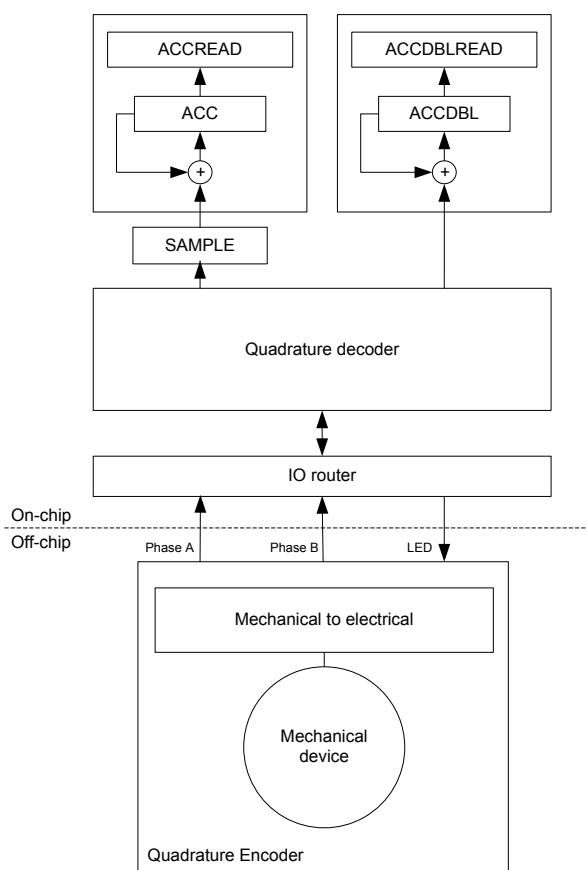 ACCREAD
ACCDBLREAD
ACC
ACCDBL
+
+
SAMPLE
Quadrature decoder
IO router
On-chip
Off-chip
Phase A
Phase B
LED
Mechanical to electrical
Mechanical
device
Quadrature Encoder